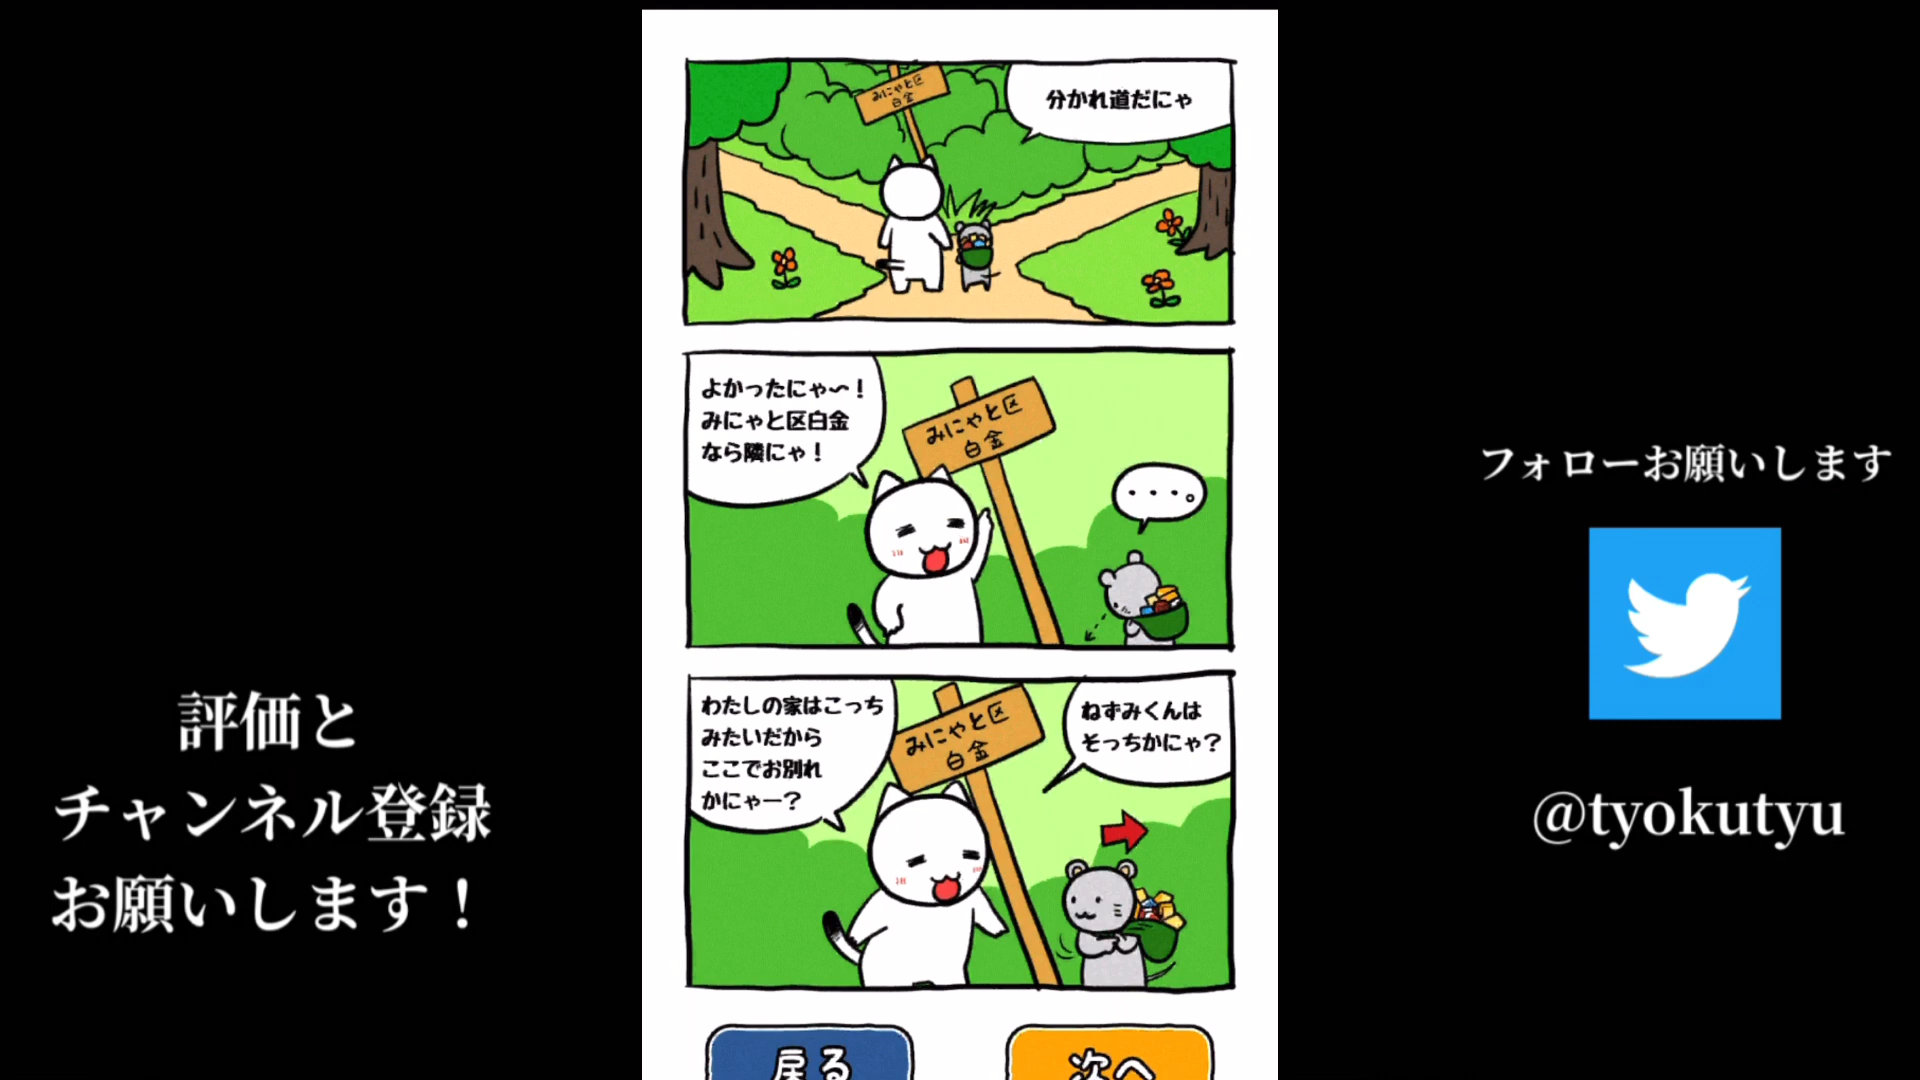 みにゃと区
白金
分かれ道だにゃ
よかったにゃ〜！
みにゃと区白金
なら隣にゃ！
みにゃと区
白金
・・・。
わたしの家はこっち
みたいだから
ここでお別れ
かにゃー？
みにゃと区
白金
ねずみくんは
そっちかにゃ？
戻る
次へ
評価と
チャンネル登録
お願いします！
フォローお願いします
@tyokutyu